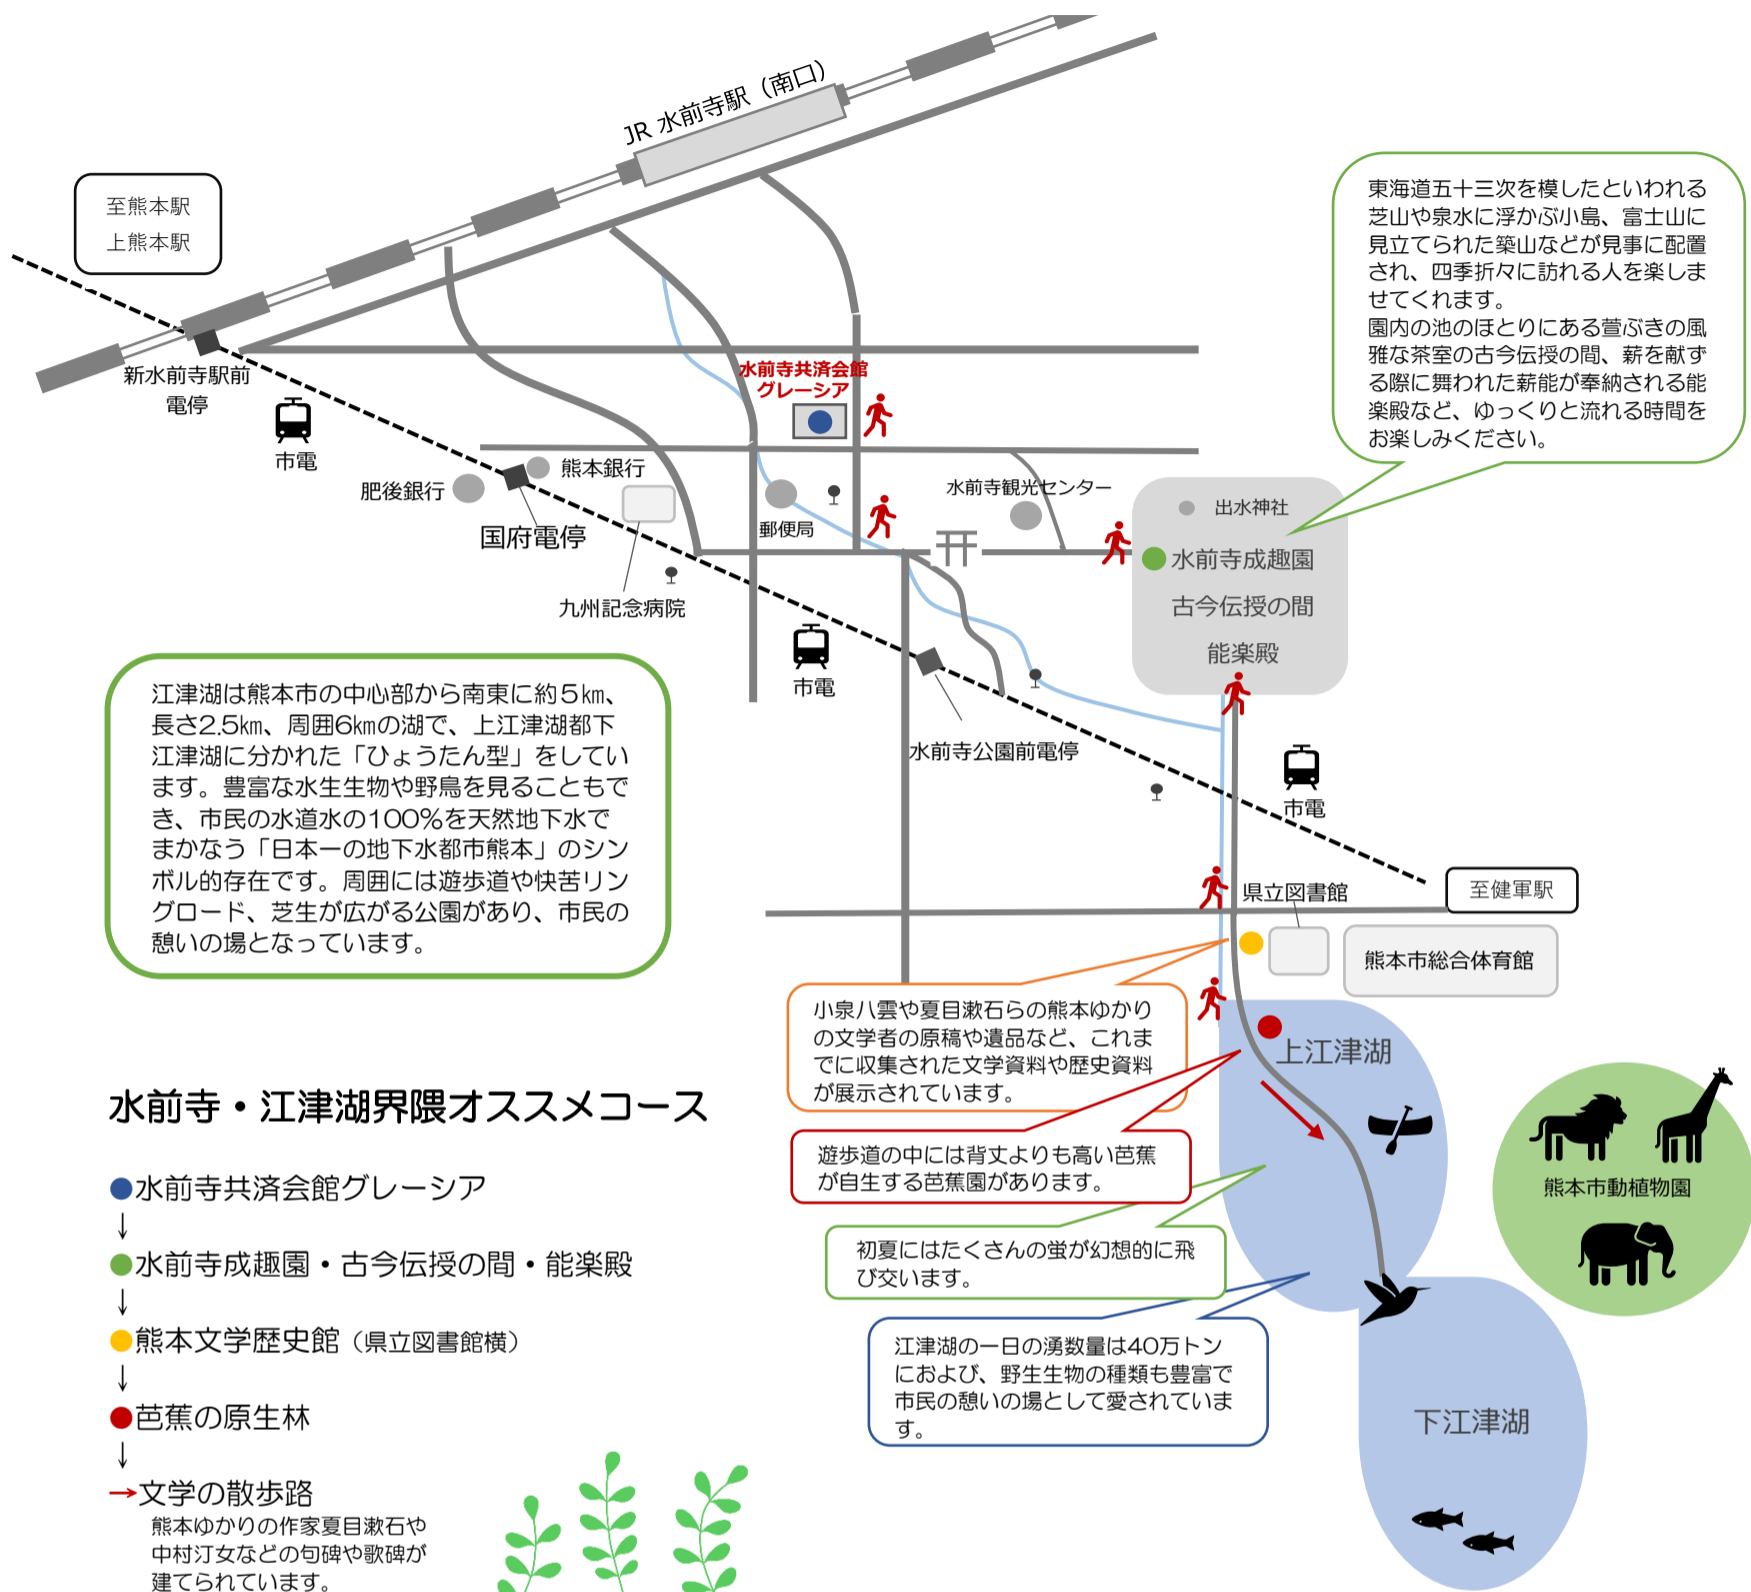 JR 水前寺駅（南口）
至熊本駅
上熊本駅
東海道五十三次を模したといわれる
芝山や泉水に浮かぶ小島、富士山に
見立てられた築山などが見事に配置
され、四季折々に訪れる人を楽しま
せてくれます。
園内の池のほとりにある萱ぶきの風
雅な茶室の古今伝授の間、薪を献ず
る際に舞われた薪能が奉納される能
楽殿など、ゆっくりと流れる時間を
お楽しみください。
新水前寺駅前
電停
市電
水前寺共済会館
グレーシア
肥後銀行
熊本銀行
国府電停
九州記念病院
郵便局
水前寺観光センター
出水神社
水前寺成趣園
古今伝授の間
能楽殿
市電
水前寺公園前電停
市電
江津湖は熊本市の中心部から南東に約5㎞、
長さ2.5㎞、周囲6㎞の湖で、上江津湖都下
江津湖に分かれた「ひょうたん型」をしてい
ます。豊富な水生生物や野鳥を見ることもで
き、市民の水道水の100％を天然地下水で
まかなう「日本一の地下水都市熊本」のシン
ボル的存在です。周囲には遊歩道や快苦リン
グロード、芝生が広がる公園があり、市民の
憩いの場となっています。
県立図書館
至健軍駅
熊本市総合体育館
小泉八雲や夏目漱石らの熊本ゆかり
の文学者の原稿や遺品など、これま
でに収集された文学資料や歴史資料
が展示されています。
上江津湖
遊歩道の中には背丈よりも高い芭蕉
が自生する芭蕉園があります。
熊本市動植物園
初夏にはたくさんの蛍が幻想的に飛
び交います。
江津湖の一日の湧数量は40万トン
におよび、野生生物の種類も豊富で
市民の憩いの場として愛されていま
す。
下江津湖
水前寺・江津湖界隈オススメコース
●水前寺共済会館グレーシア
↓
●水前寺成趣園・古今伝授の間・能楽殿
↓
●熊本文学歴史館（県立図書館横）
↓
●芭蕉の原生林
↓
→文学の散歩路
熊本ゆかりの作家夏目漱石や
中村汀女などの句碑や歌碑が
建てられています。